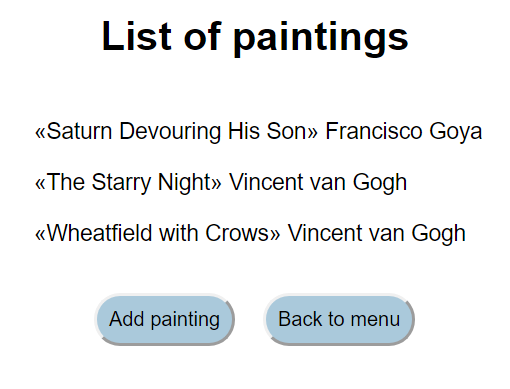 List of paintings
«Saturn Devouring His Son» Francisco Goya
«The Starry Night» Vincent van Gogh
«Wheatfield with Crows» Vincent van Gogh
Add painting Back to menu